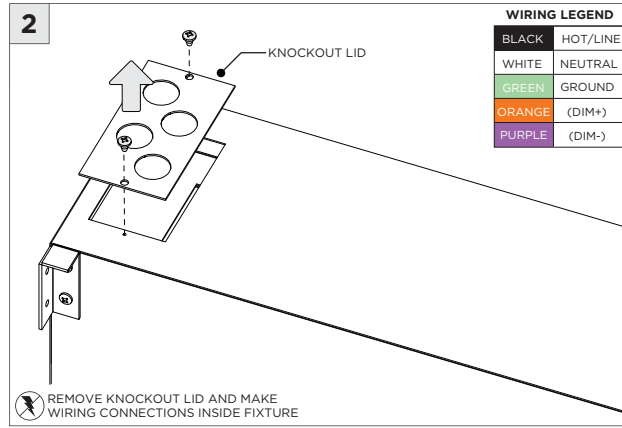 2
KNOCKOUT LID
WIRING LEGEND
BLACK HOT/LINE
WHITE NEUTRAL
GREEN GROUND
ORANGE (DIM+)
PURPLE (DIM-)
REMOVE KNOCKOUT LID AND MAKE
WIRING CONNECTIONS INSIDE FIXTURE